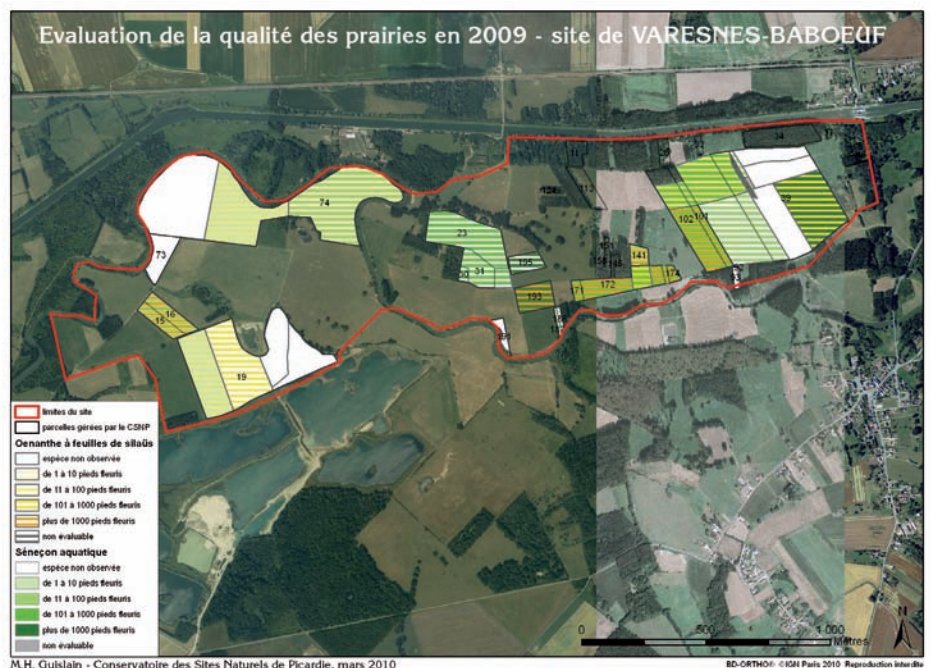 Evaluation de la qualité des prairies en 2009 - site de VARESNES-BABOEUF
34
74
23
73
59
102
141
195
31
174
172
71
193
16
15
19
limites du site
parcelles gérées par le CSNP
Oenanthe à feuilles de silaüs
espèce non observée
de 1 à 10 pieds fleuris
de 11 à 100 pieds fleuris
de 101 à 1000 pieds fleuris
plus de 1000 pieds fleuris
non évaluable
Séneçon aquatique
espèce non observée
de 1 à 10 pieds fleuris
de 11 à 100 pieds fleuris
de 101 à 1000 pieds fleuris
plus de 1000 pieds fleuris
non évaluable
N
0 500 1 000
Mètres
M.H. Guislain - Conservatoire des Sites Naturels de Picardie, mars 2010
BD-ORTHO® ©IGN Paris 2010 Reproduction interdite